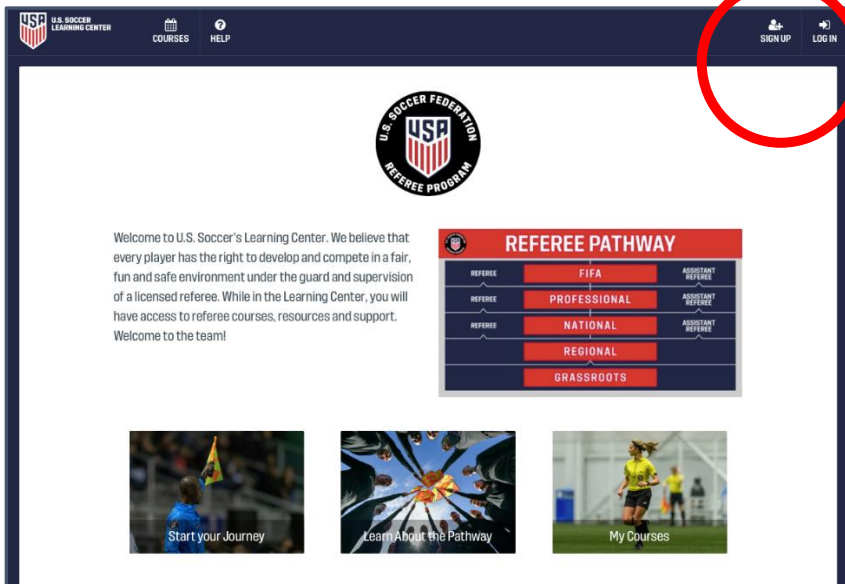 USA
U.S. SOCCER
LEARNING CENTER
COURSES
HELP
SIGN UP
LOG IN
U.S. SOCCER FEDERATION
USA
REFEREE PROGRAM
Welcome to U.S. Soccer's Learning Center. We believe that
every player has the right to develop and compete in a fair,
fun and safe environment under the guard and supervision
of a licensed referee. While in the Learning Center, you will
have access to referee courses, resources and support.
Welcome to the team!
REFEREE PATHWAY
REFEREE FIFA ASSISTANT REFEREE
REFEREE PROFESSIONAL ASSISTANT REFEREE
REFEREE NATIONAL ASSISTANT REFEREE
REGIONAL
GRASSROOTS
Start your Journey
Learn About the Pathway
My Courses